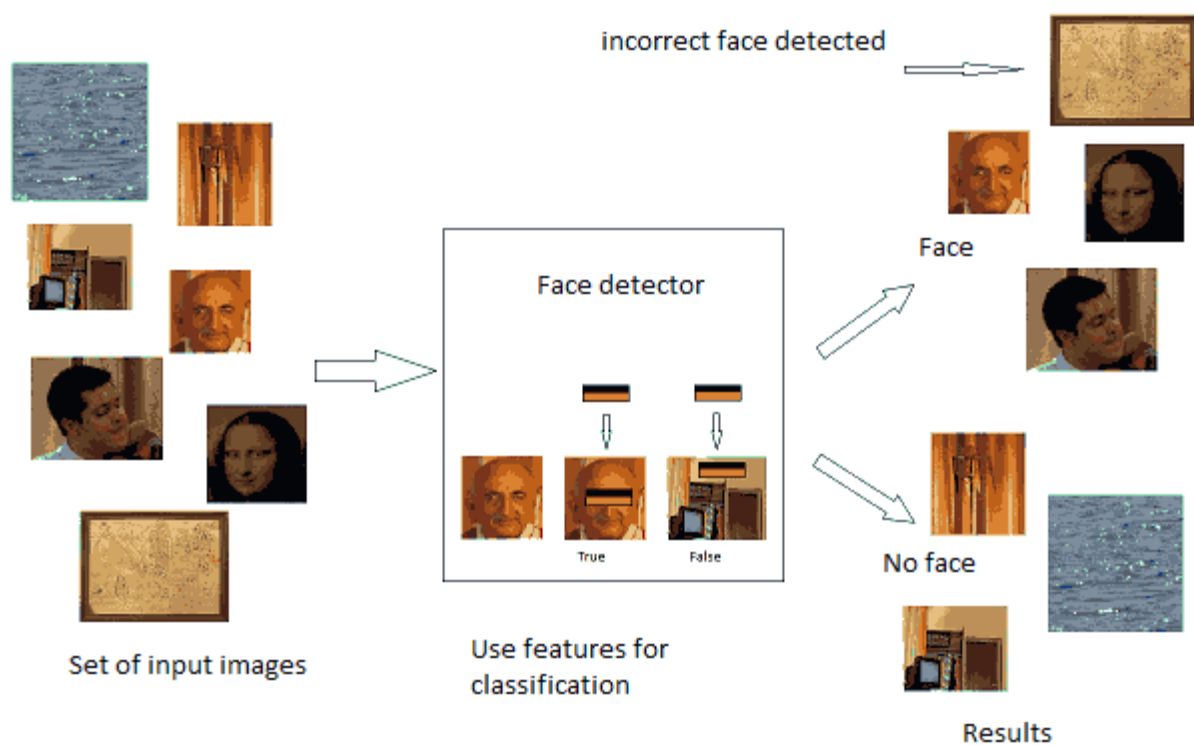 incorrect face detected
Face
Face detector
True
False
No face
Set of input images
Use features for
classification
Results